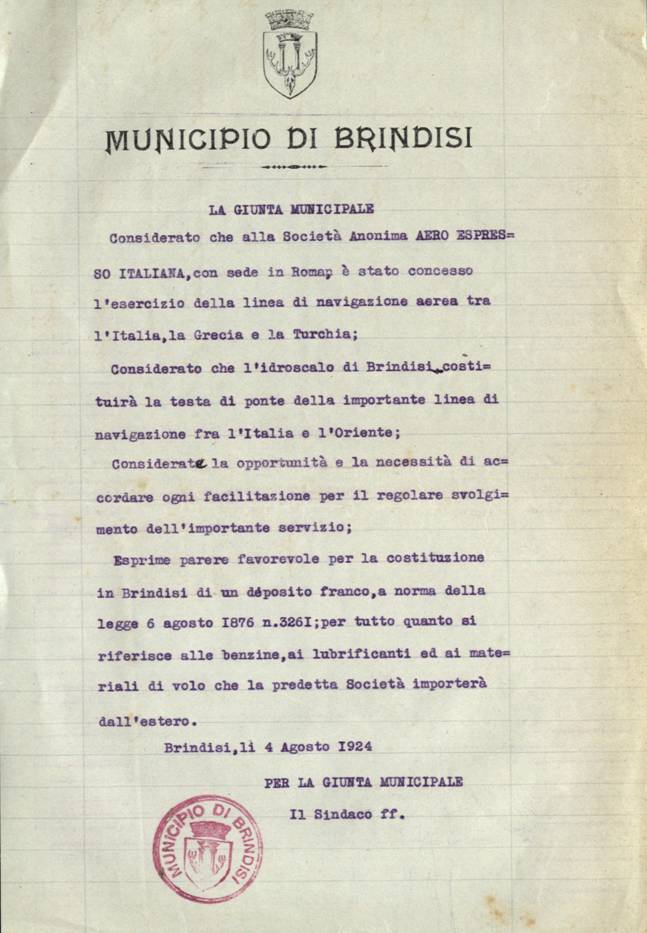 MUNICIPIO DI BRINDISI
LA GIUNTA MUNICIPALE
Considerato che alla Società Anonima AERO ESPRES=
SO ITALIANA,con sede in Romap è stato concesso
l'esercizio della linea di navigazione aerea tra
l'Italia,la Grecia e la Turchia;
Considerato che l'idroscalo di Brindisi costi=
tuirà la testa di ponte della importante linea di
navigazione fra l'Italia e l'Oriente;
Considerate la opportunità e la necessità di ac=
cordare ogni facilitazione per il regolare svolgi=
mento dell'importante servizio;
Esprime parere favorevole per la costituzione
in Brindisi di un deposito franco,a norma della
legge 6 agosto I876 n.326I;per tutto quanto si
riferisce alle benzine,ai lubrificanti ed ai mate=
riali di volo che la predetta Società importerà
dall'estero.
Brindisi,lì 4 Agosto I924
PER LA GIUNTA MUNICIPALE
Il Sindaco ff.
MUNICIPIO DI BRINDISI